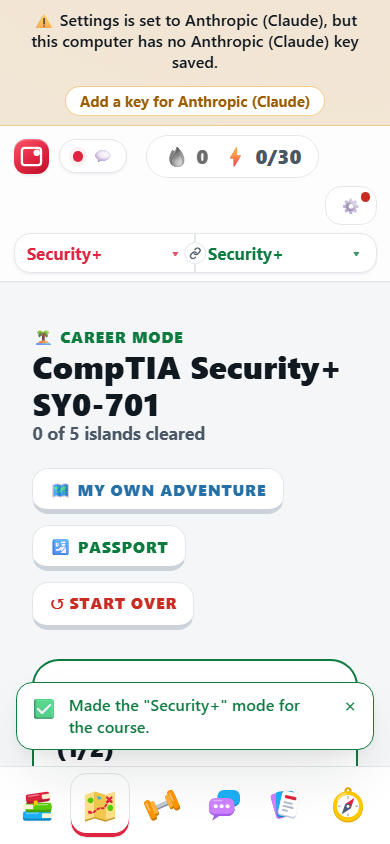 ⚠️ Settings is set to Anthropic (Claude), but
this computer has no Anthropic (Claude) key
saved.
Add a key for Anthropic (Claude)
0
0/30
Security+
Security+
CAREER MODE
CompTIA Security+
SY0-701
0 of 5 islands cleared
MY OWN ADVENTURE
PASSPORT
↺ START OVER
Made the "Security+" mode for
the course.
×
(1/2)